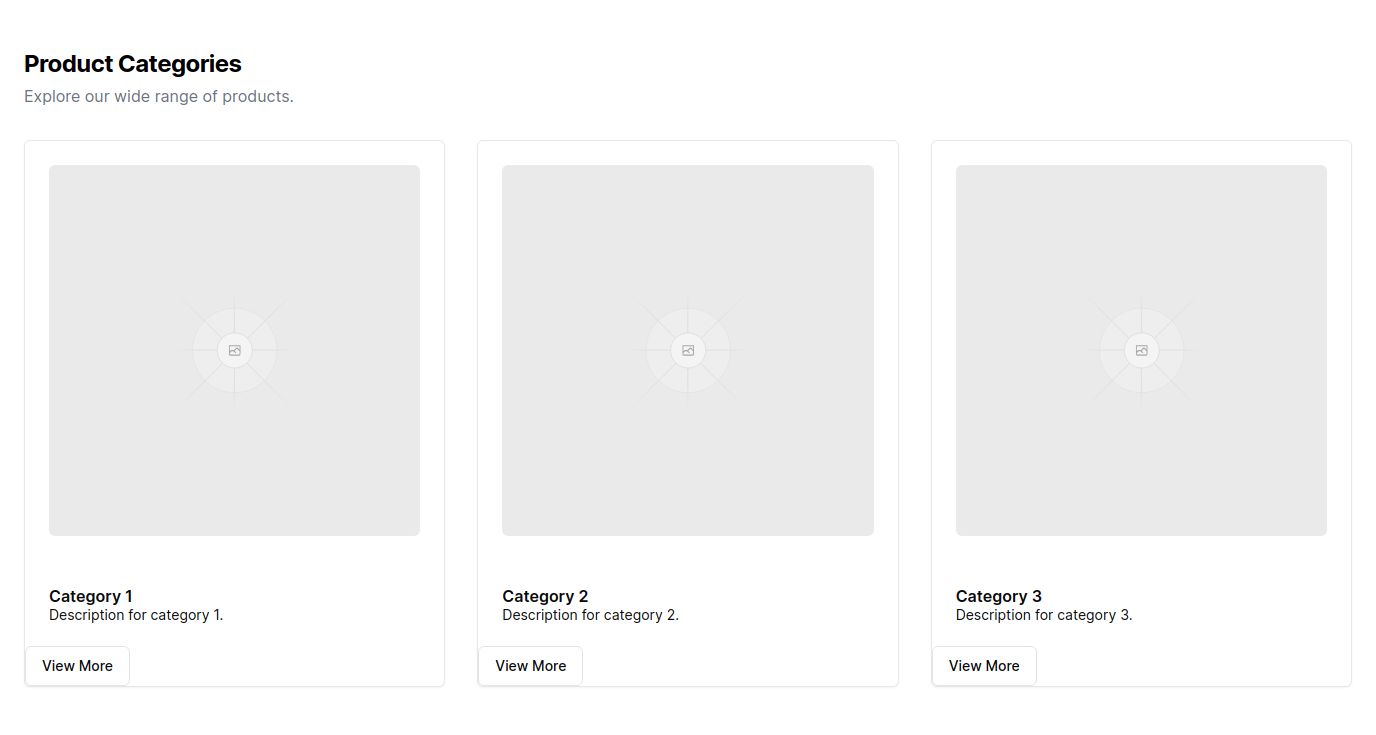 Product Categories
Explore our wide range of products.
Category 1
Description for category 1.
View More
Category 2
Description for category 2.
View More
Category 3
Description for category 3.
View More